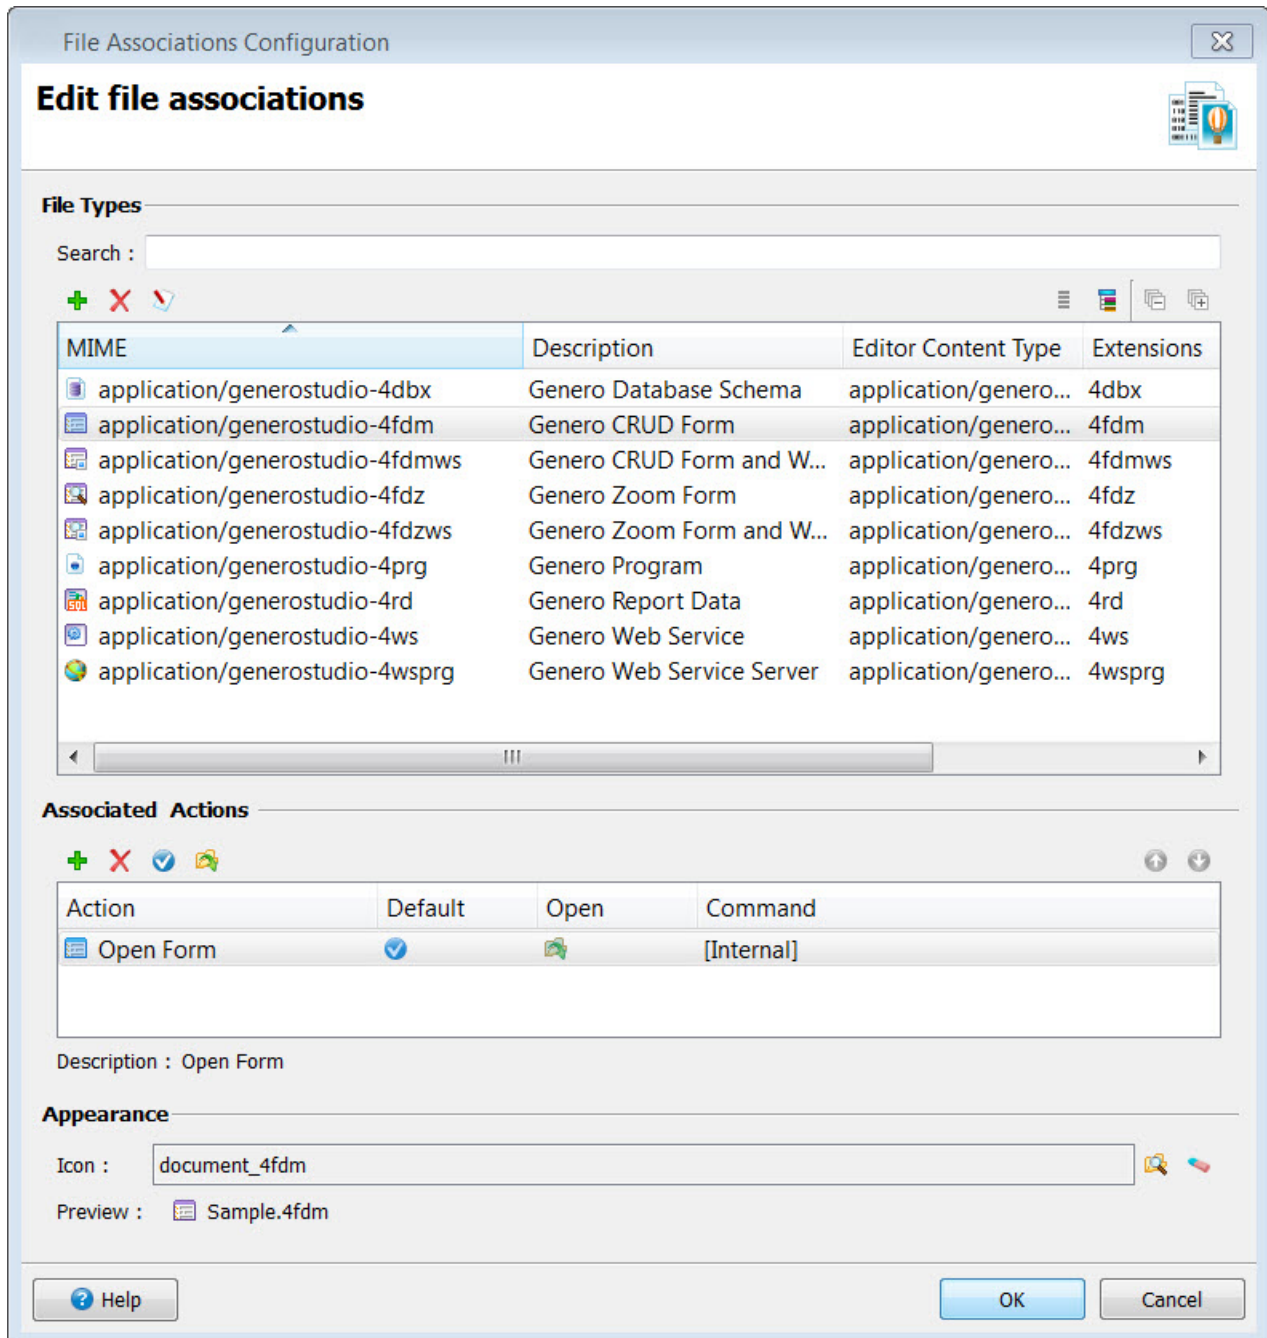 File Associations Configuration
Edit file associations
File Types
Search :
MIME Description Editor Content Type Extensions
application/generostudio-4dbx Genero Database Schema application/genero... 4dbx
application/generostudio-4fdm Genero CRUD Form application/genero... 4fdm
application/generostudio-4fdmws Genero CRUD Form and W... application/genero... 4fdmws
application/generostudio-4fdz Genero Zoom Form application/genero... 4fdz
application/generostudio-4fdzws Genero Zoom Form and W... application/genero... 4fdzws
application/generostudio-4prg Genero Program application/genero... 4prg
application/generostudio-4rd Genero Report Data application/genero... 4rd
application/generostudio-4ws Genero Web Service application/genero... 4ws
application/generostudio-4wsprg Genero Web Service Server application/genero... 4wsprg
Associated Actions
Action Default Open Command
Open Form [Internal]
Description : Open Form
Appearance
Icon : document_4fdm
Preview : Sample.4fdm
Help OK Cancel